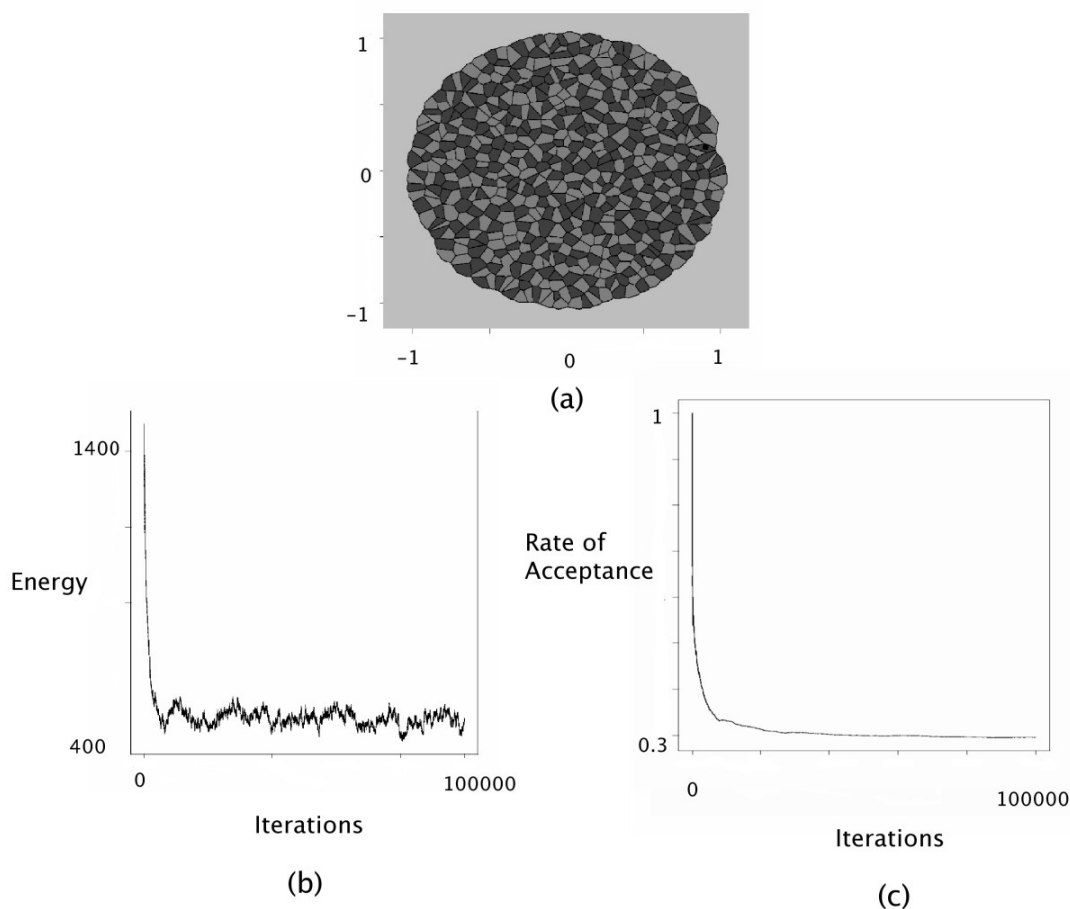 1
0
-1
-1
0
1
(a)
1400
Energy
400
0
100000
Iterations
(b)
1
Rate of
Acceptance
0.3
0
100000
Iterations
(c)